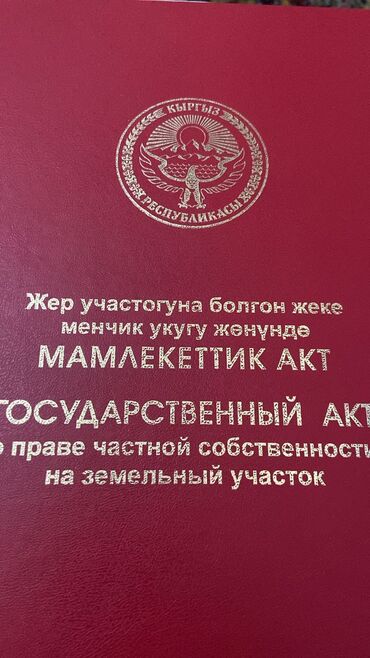 КЫРГЫЗ
РЕСПУБЛИКАСЫ
Жер участогуна болгон жеке
менчик укугу жөнүндө
МАМЛЕКЕТТИК АКТ
ГОСУДАРСТВЕННЫЙ АКТ
о праве частной собственности
на земельный участок